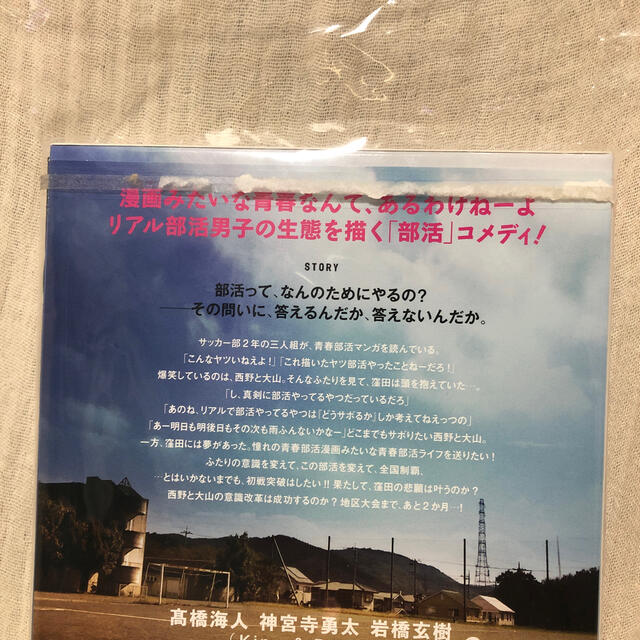 漫画みたいな青春なんて、あるわけねーよ
リアル部活男子の生態を描く「部活」コメディ!
STORY
部活って、なんのためにやるの?
——その問いに、答えるんだか、答えないんだか。
サッカー部2年の三人組が、青春部活マンガを読んでいる。
「こんなヤツいねえよ!」「これ描いたヤツ部活やったことねーだろ!」
爆笑しているのは、西野と大山。そんなふたりを見て、窪田は頭を抱えていた…。
「し、真剣に部活やってるやつだっているだろ」
「あのね、リアルで部活やってるやつは「どうサボるか」しか考えてねえっつの」
「あー明日も明後日もその次も雨ふんないかなー」どこまでもサボりたい西野と大山。
一方、窪田には夢があった。憧れの青春部活漫画みたいな青春部活ライフを送りたい!
ふたりの意識を変えて、この部活を変えて、全国制覇、
…とはいかないまでも、初戦突破はしたい!! 果たして、窪田の悲願は叶うのか?
西野と大山の意識改革は成功するのか? 地区大会まで、あと2か月…!
髙橋海人 神宮寺勇太 岩橋玄樹